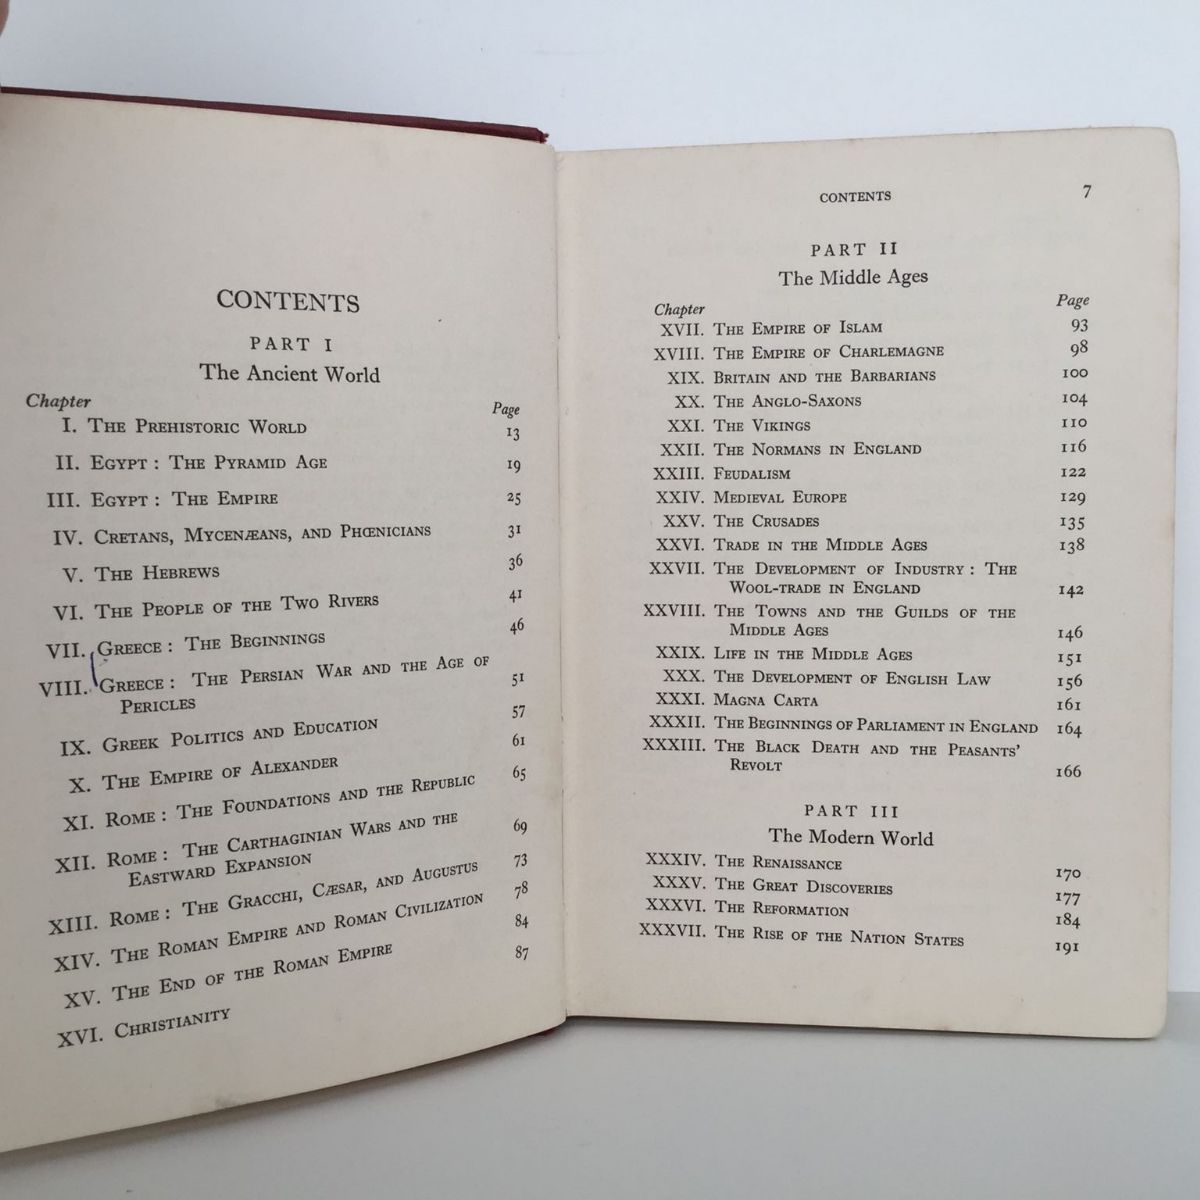 CONTENTS
PART I
The Ancient World
Chapter Page
I. The Prehistoric World 13
II. Egypt : The Pyramid Age 19
III. Egypt : The Empire 25
IV. Cretans, Mycenæans, and Phœnicians 31
V. The Hebrews 36
VI. The People of the Two Rivers 41
VII. Greece : The Beginnings 46
VIII. Greece : The Persian War and the Age of
Pericles 51
IX. Greek Politics and Education 57
X. The Empire of Alexander 61
XI. Rome : The Foundations and the Republic 65
XII. Rome : The Carthaginian Wars and the
Eastward Expansion 69
XIII. Rome : The Gracchi, Cæsar, and Augustus 73
XIV. The Roman Empire and Roman Civilization 78
XV. The End of the Roman Empire 84
XVI. Christianity 87
CONTENTS 7
PART II
The Middle Ages
Chapter Page
XVII. The Empire of Islam 93
XVIII. The Empire of Charlemagne 98
XIX. Britain and the Barbarians 100
XX. The Anglo-Saxons 104
XXI. The Vikings 110
XXII. The Normans in England 116
XXIII. Feudalism 122
XXIV. Medieval Europe 129
XXV. The Crusades 135
XXVI. Trade in the Middle Ages 138
XXVII. The Development of Industry : The
Wool-trade in England 142
XXVIII. The Towns and the Guilds of the
Middle Ages 146
XXIX. Life in the Middle Ages 151
XXX. The Development of English Law 156
XXXI. Magna Carta 161
XXXII. The Beginnings of Parliament in England 164
XXXIII. The Black Death and the Peasants'
Revolt 166
PART III
The Modern World
XXXIV. The Renaissance 170
XXXV. The Great Discoveries 177
XXXVI. The Reformation 184
XXXVII. The Rise of the Nation States 191